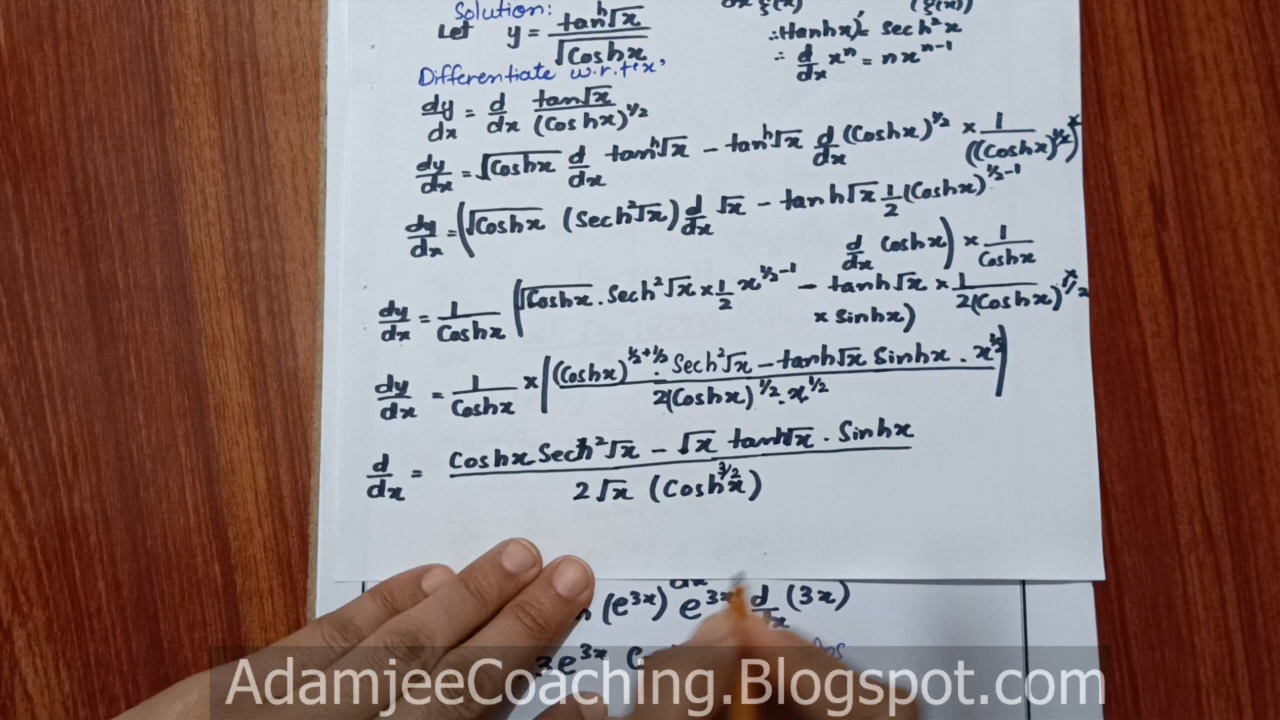 Solution:
Let y = tanh√x / √Coshx
∴ (tanhx)' = Sech²x
∴ d/dx xⁿ = nxⁿ⁻¹
Differentiate w.r.t 'x'
dy/dx = d/dx tan√x / (Coshx)^1/2
dy/dx = √Coshx d/dx tanh√x − tanh√x d/dx (Coshx)^1/2 × 1/((Coshx)^1/2)^2
dy/dx = (√Coshx (Sech²√x) d/dx √x − tanh√x 1/2 (Coshx)^1/2−1
d/dx Coshx) × 1/Coshx
dy/dx = 1/Coshx (√Coshx . Sech²√x × 1/2 x^1/2−1 − tanh√x × 1/2(Coshx)^1/2
× Sinhx)
dy/dx = 1/Coshx × ((Coshx)^1/2+1/2 . Sech²√x − tanh√x Sinhx . x^1/2 / 2(Coshx)^1/2 . x^1/2)
d/dx = Coshx Sech²√x − √x tanh√x . Sinhx / 2√x (Cosh^3/2 x)
(e³ˣ) e³ˣ d/dx (3x)
3e³ˣ
AdamjeeCoaching.Blogspot.com